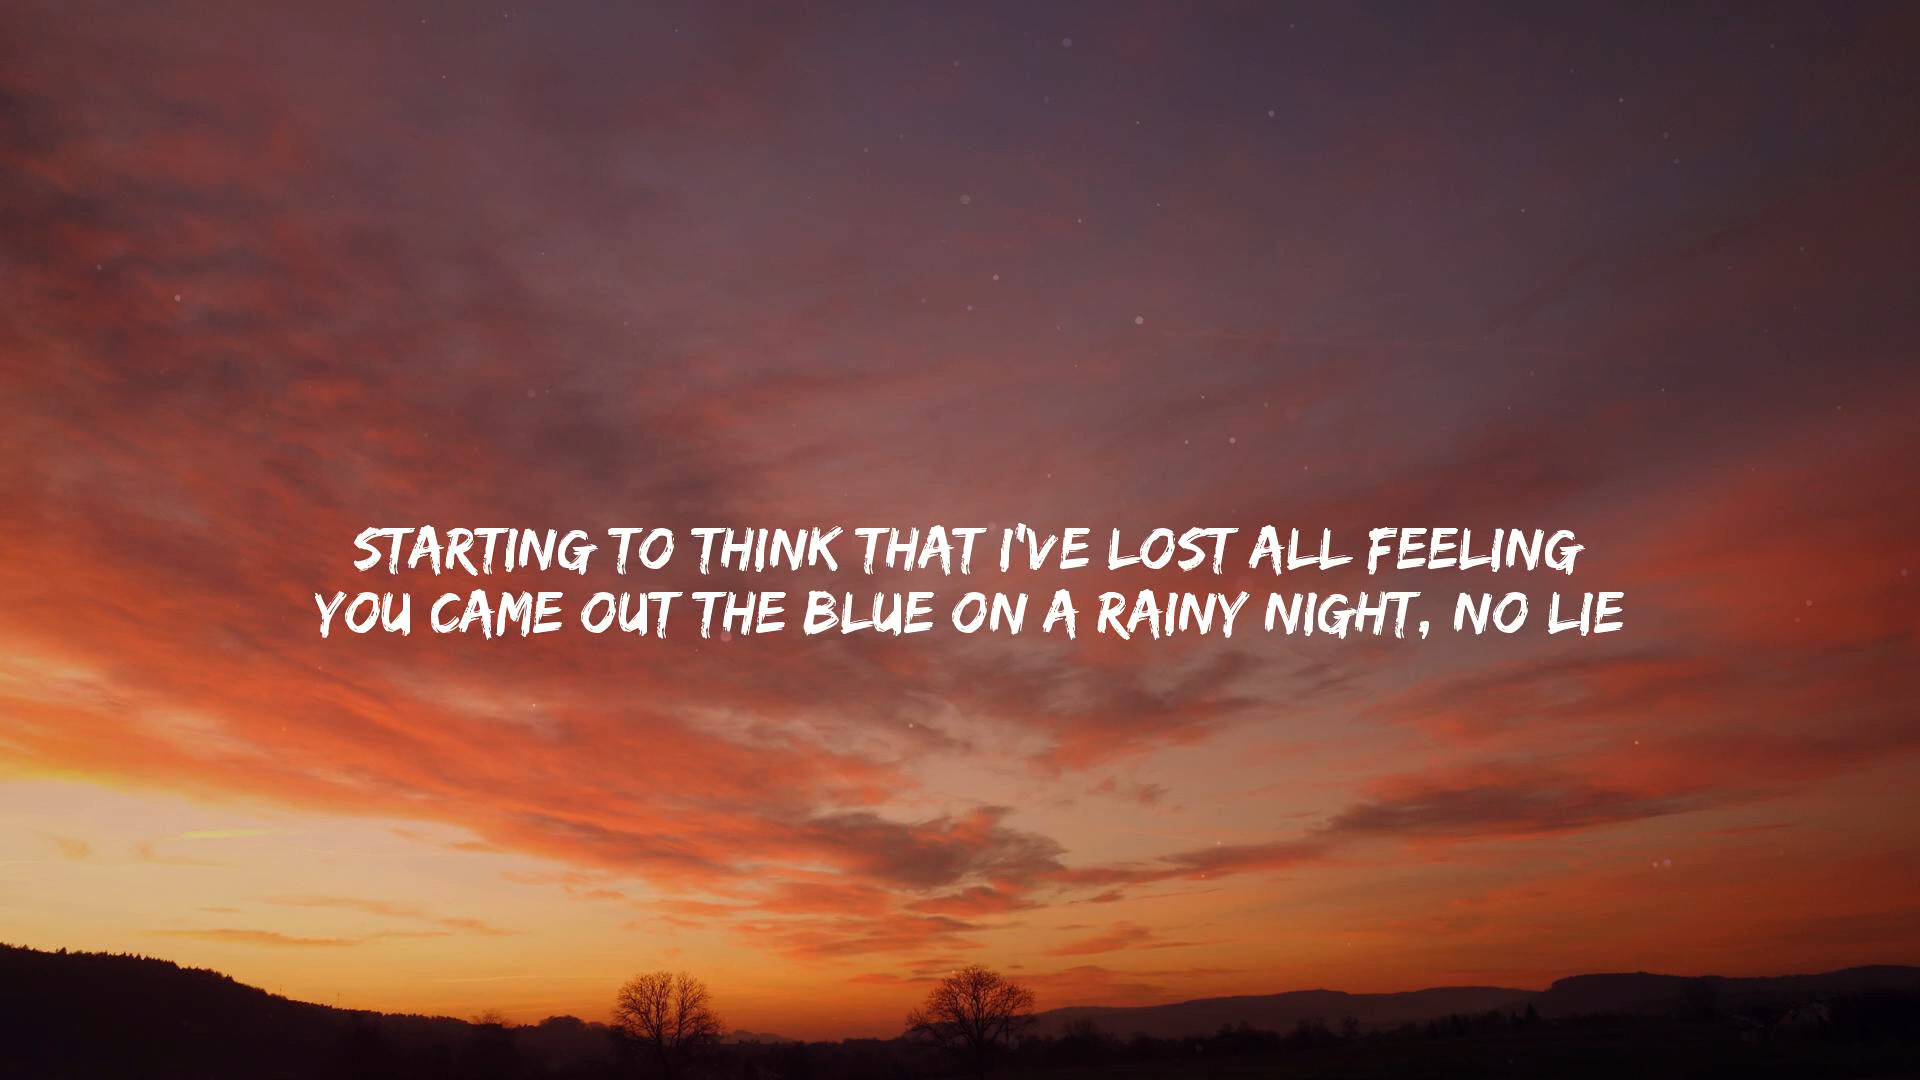 STARTING TO THINK THAT I'VE LOST ALL FEELING
YOU CAME OUT THE BLUE ON A RAINY NIGHT, NO LIE